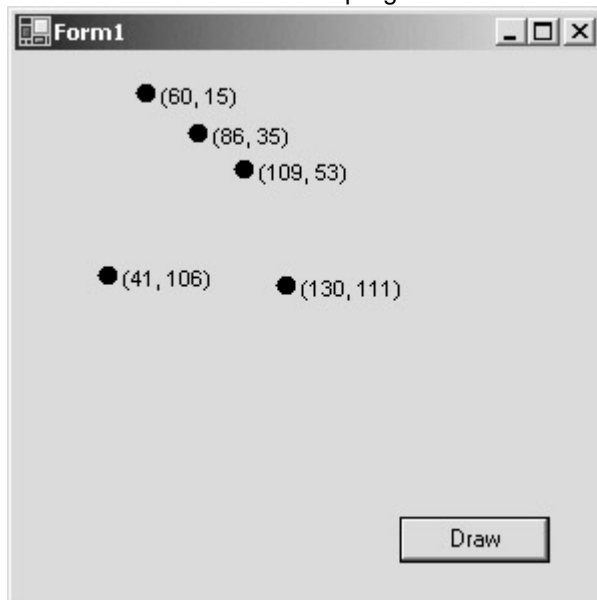 Form1
(60, 15)
(86, 35)
(109, 53)
(41, 106)
(130, 111)
Draw